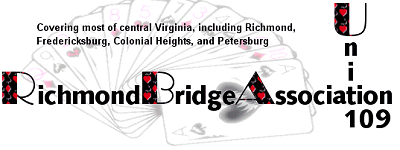 Covering most of central Virginia, including Richmond,
Fredericksburg, Colonial Heights, and Petersburg
Unit
RichmondBridgeAssociation
109